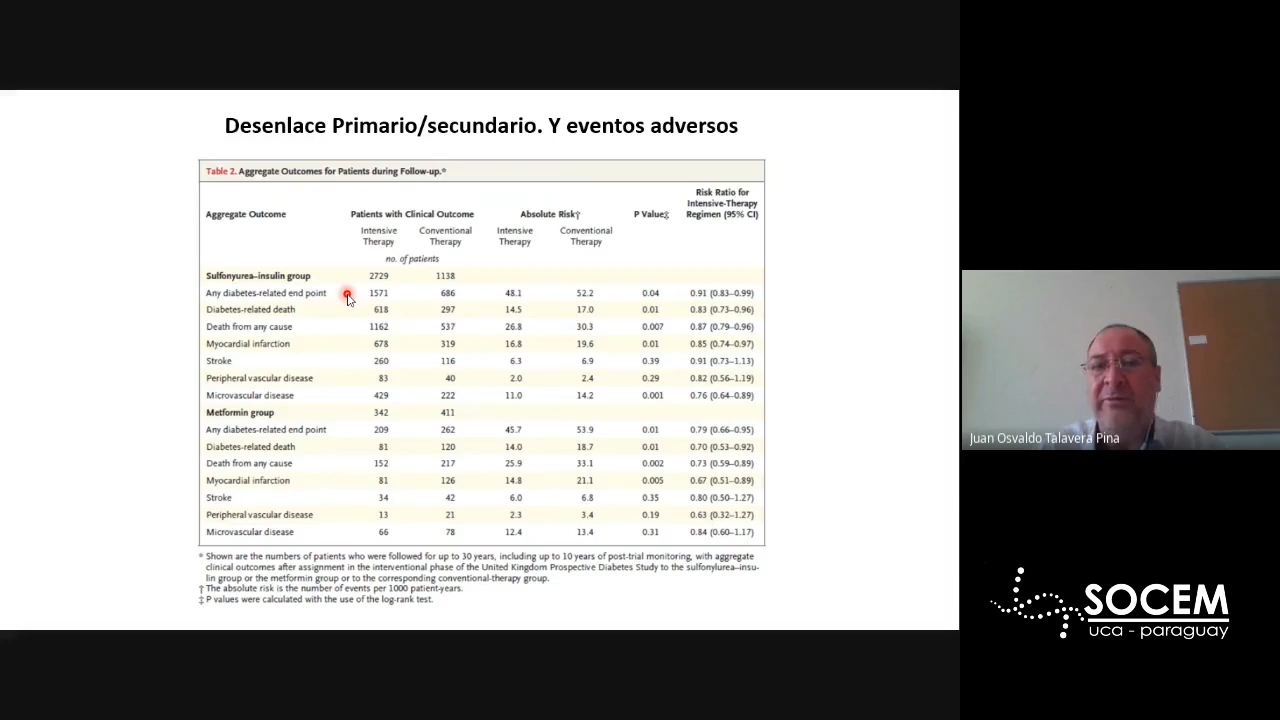 Desenlace Primario/secundario. Y eventos adversos
Table 2. Aggregate Outcomes for Patients during Follow-up.*
Aggregate Outcome Patients with Clinical Outcome Absolute Risk† P Value‡ Risk Ratio for Intensive-Therapy Regimen (95% CI)
Intensive Therapy Conventional Therapy Intensive Therapy Conventional Therapy
no. of patients
Sulfonyurea–insulin group 2729 1138
Any diabetes-related end point 1571 686 48.1 52.2 0.04 0.91 (0.83–0.99)
Diabetes-related death 618 297 14.5 17.0 0.01 0.83 (0.73–0.96)
Death from any cause 1162 537 26.8 30.3 0.007 0.87 (0.79–0.96)
Myocardial infarction 678 319 16.8 19.6 0.01 0.85 (0.74–0.97)
Stroke 260 116 6.3 6.9 0.39 0.91 (0.73–1.13)
Peripheral vascular disease 83 40 2.0 2.4 0.29 0.82 (0.56–1.19)
Microvascular disease 429 222 11.0 14.2 0.001 0.76 (0.64–0.89)
Metformin group 342 411
Any diabetes-related end point 209 262 45.7 53.9 0.01 0.79 (0.66–0.95)
Diabetes-related death 81 120 14.0 18.7 0.01 0.70 (0.53–0.92)
Death from any cause 152 217 25.9 33.1 0.002 0.73 (0.59–0.89)
Myocardial infarction 81 126 14.8 21.1 0.005 0.67 (0.51–0.89)
Stroke 34 42 6.0 6.8 0.35 0.80 (0.50–1.27)
Peripheral vascular disease 13 21 2.3 3.4 0.19 0.63 (0.32–1.27)
Microvascular disease 66 78 12.4 13.4 0.31 0.84 (0.60–1.17)
* Shown are the numbers of patients who were followed for up to 30 years, including up to 10 years of post-trial monitoring, with aggregate
clinical outcomes after assignment in the interventional phase of the United Kingdom Prospective Diabetes Study to the sulfonylurea–insu-
lin group or the metformin group or to the corresponding conventional-therapy group.
† The absolute risk is the number of events per 1000 patient-years.
‡ P values were calculated with the use of the log-rank test.
Juan Osvaldo Talavera Pina
SOCEM
uca - paraguay